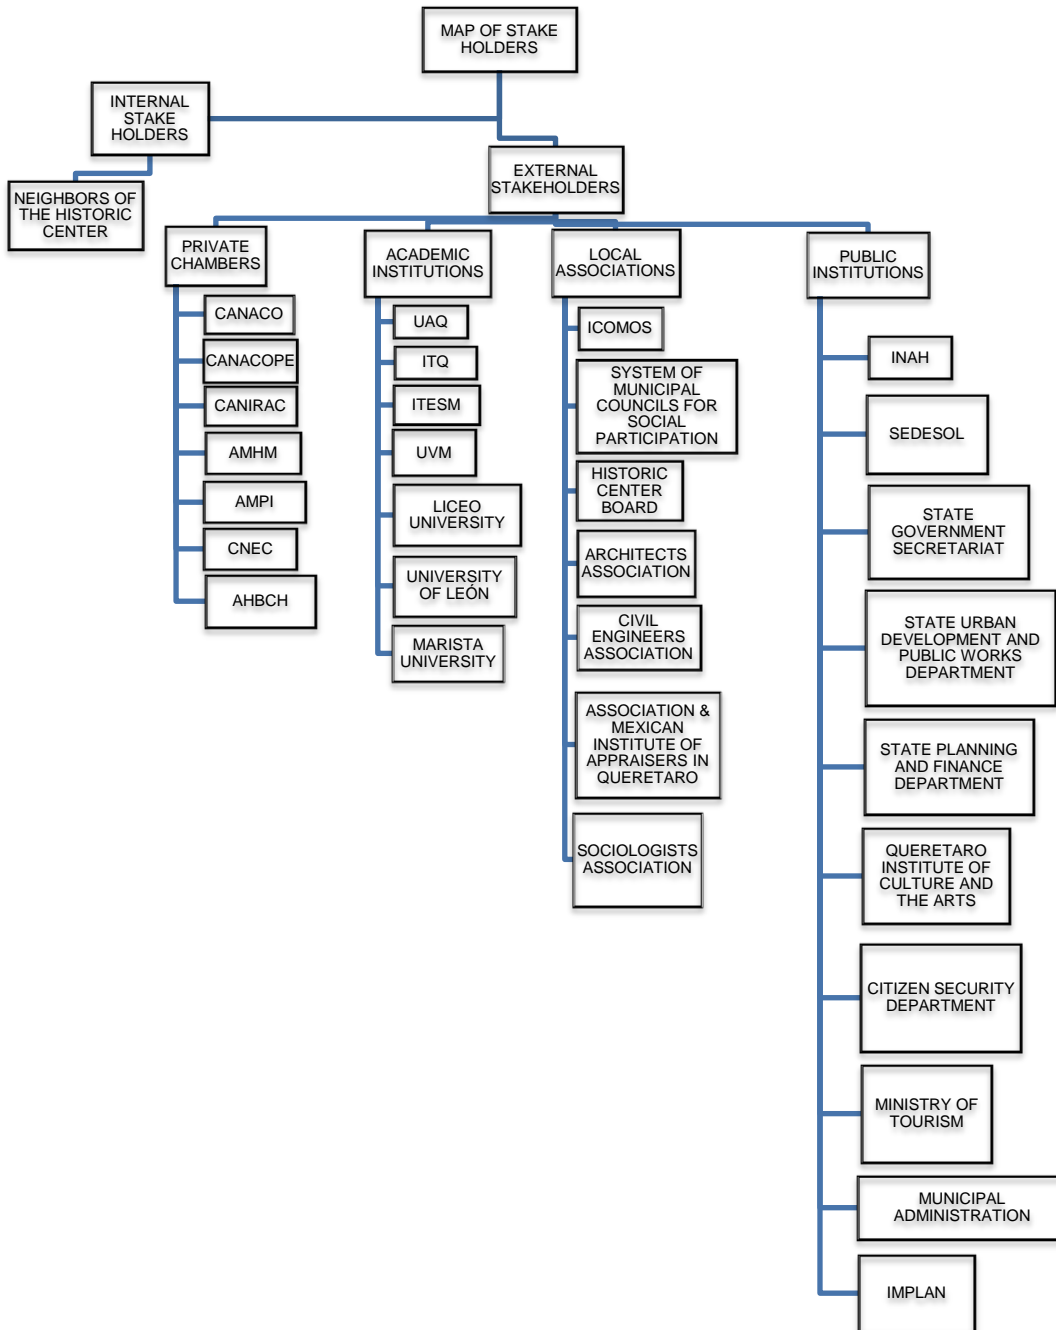 MAP OF STAKE
HOLDERS
INTERNAL
STAKE
HOLDERS
NEIGHBORS OF
THE HISTORIC
CENTER
EXTERNAL
STAKEHOLDERS
PRIVATE
CHAMBERS
CANACO
CANACOPE
CANIRAC
AMHM
AMPI
CNEC
AHBCH
ACADEMIC
INSTITUTIONS
UAQ
ITQ
ITESM
UVM
LICEO
UNIVERSITY
UNIVERSITY
OF LEÓN
MARISTA
UNIVERSITY
LOCAL
ASSOCIATIONS
ICOMOS
SYSTEM OF
MUNICIPAL
COUNCILS FOR
SOCIAL
PARTICIPATION
HISTORIC
CENTER
BOARD
ARCHITECTS
ASSOCIATION
CIVIL
ENGINEERS
ASSOCIATION
ASSOCIATION &
MEXICAN
INSTITUTE OF
APPRAISERS IN
QUERETARO
SOCIOLOGISTS
ASSOCIATION
PUBLIC
INSTITUTIONS
INAH
SEDESOL
STATE
GOVERNMENT
SECRETARIAT
STATE URBAN
DEVELOPMENT AND
PUBLIC WORKS
DEPARTMENT
STATE PLANNING
AND FINANCE
DEPARTMENT
QUERETARO
INSTITUTE OF
CULTURE AND
THE ARTS
CITIZEN SECURITY
DEPARTMENT
MINISTRY OF
TOURISM
MUNICIPAL
ADMINISTRATION
IMPLAN